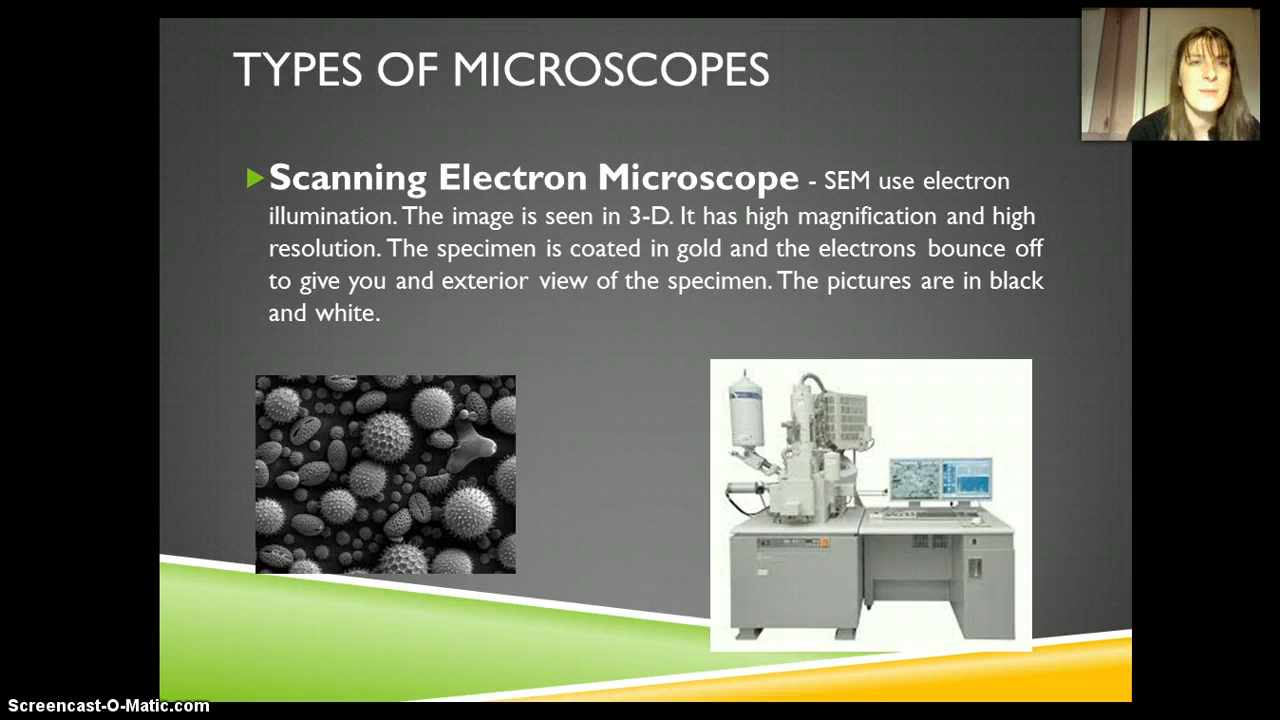 TYPES OF MICROSCOPES
Scanning Electron Microscope - SEM use electron
illumination. The image is seen in 3-D. It has high magnification and high
resolution. The specimen is coated in gold and the electrons bounce off
to give you and exterior view of the specimen. The pictures are in black
and white.
Screencast-O-Matic.com